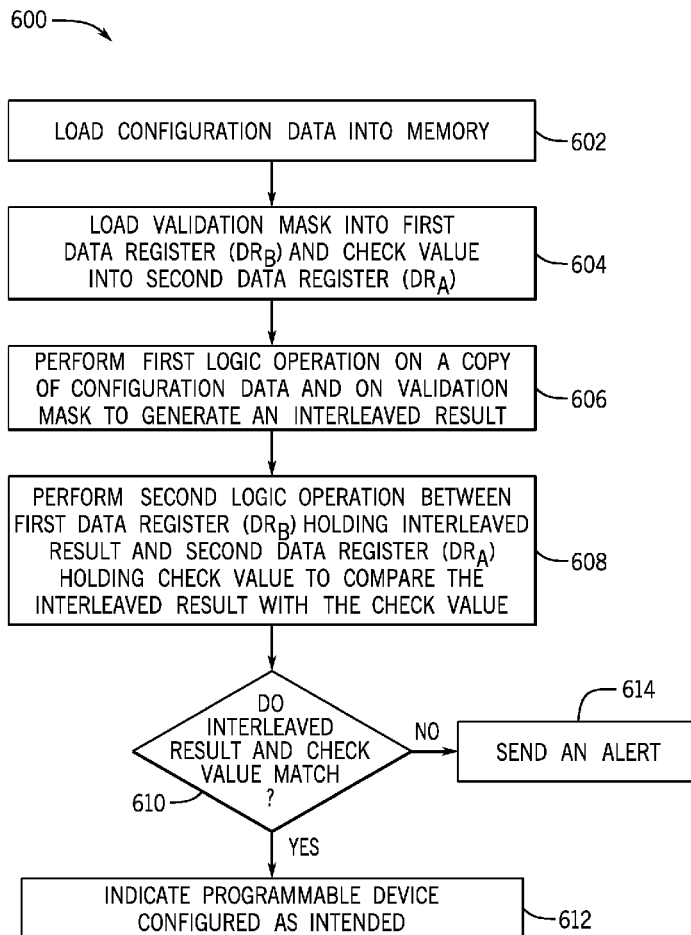 600
LOAD CONFIGURATION DATA INTO MEMORY
602
LOAD VALIDATION MASK INTO FIRST
DATA REGISTER (DRB) AND CHECK VALUE
INTO SECOND DATA REGISTER (DRA)
604
PERFORM FIRST LOGIC OPERATION ON A COPY
OF CONFIGURATION DATA AND ON VALIDATION
MASK TO GENERATE AN INTERLEAVED RESULT
606
PERFORM SECOND LOGIC OPERATION BETWEEN
FIRST DATA REGISTER (DRB) HOLDING INTERLEAVED
RESULT AND SECOND DATA REGISTER (DRA)
HOLDING CHECK VALUE TO COMPARE THE
INTERLEAVED RESULT WITH THE CHECK VALUE
608
DO
INTERLEAVED
RESULT AND CHECK
VALUE MATCH
?
610
NO
614
SEND AN ALERT
YES
INDICATE PROGRAMMABLE DEVICE
CONFIGURED AS INTENDED
612